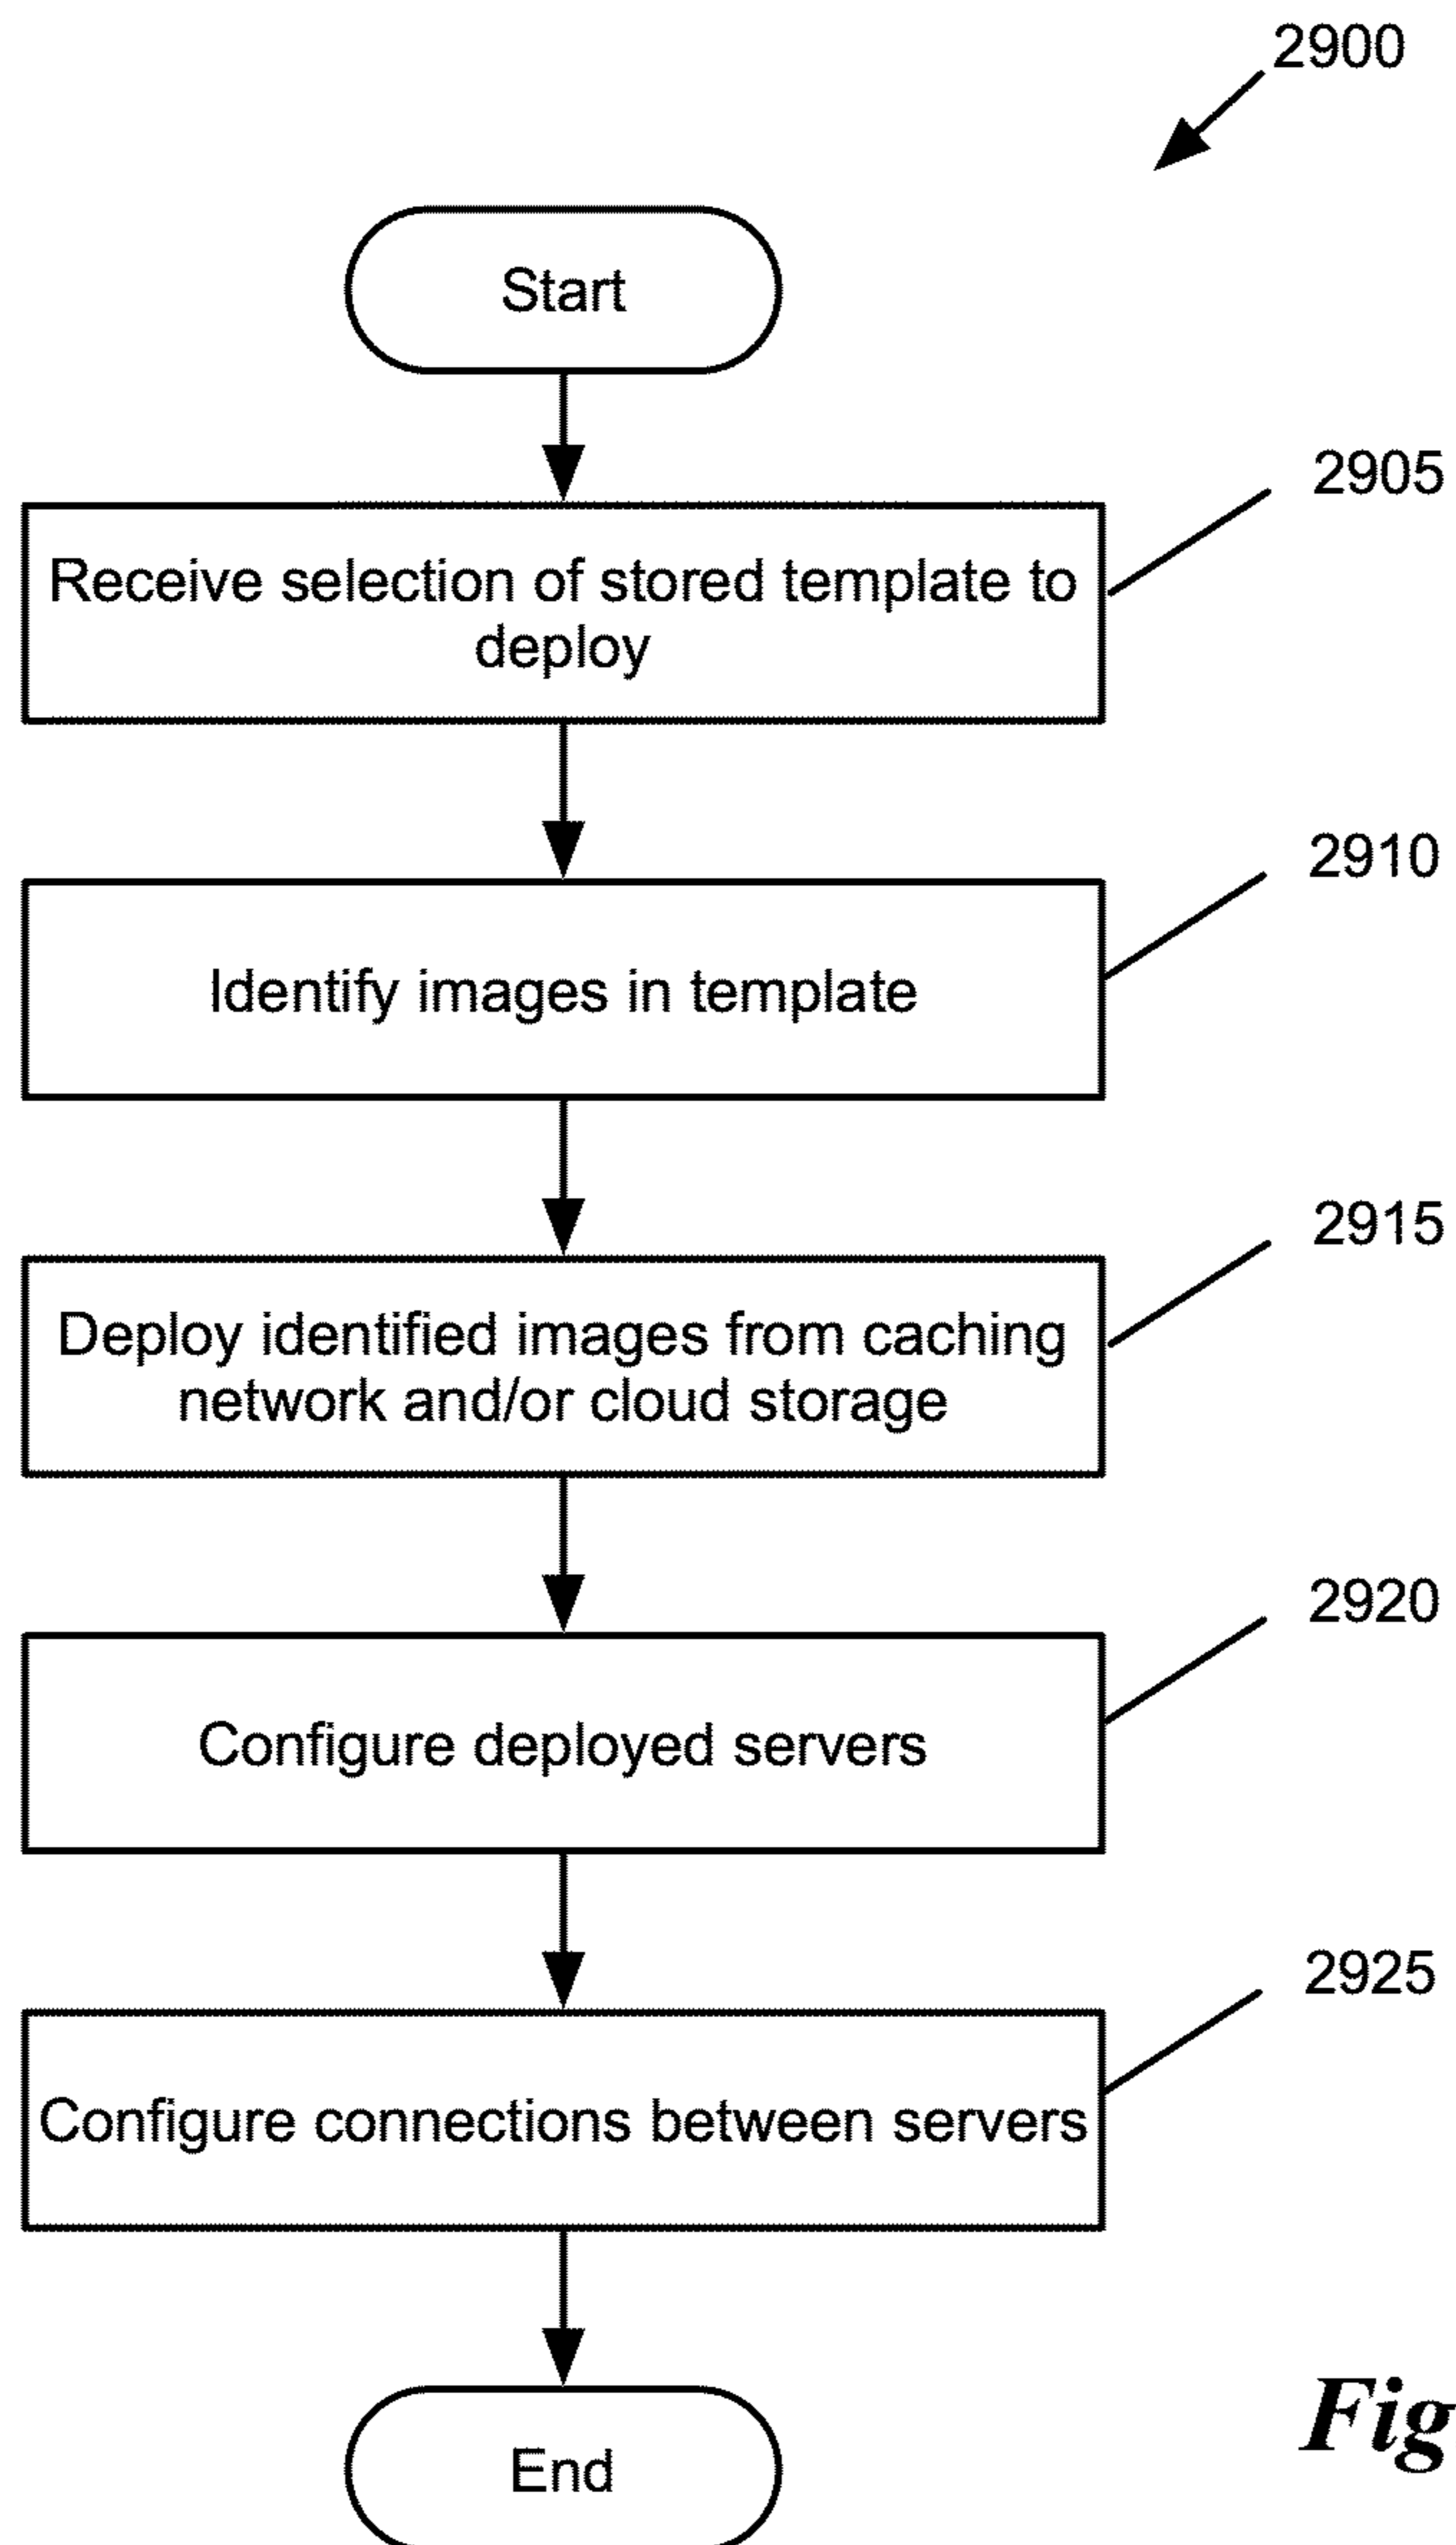 2900
Start
2905
Receive selection of stored template to
deploy
2910
Identify images in template
2915
Deploy identified images from caching
network and/or cloud storage
2920
Configure deployed servers
2925
Configure connections between servers
End
Fig